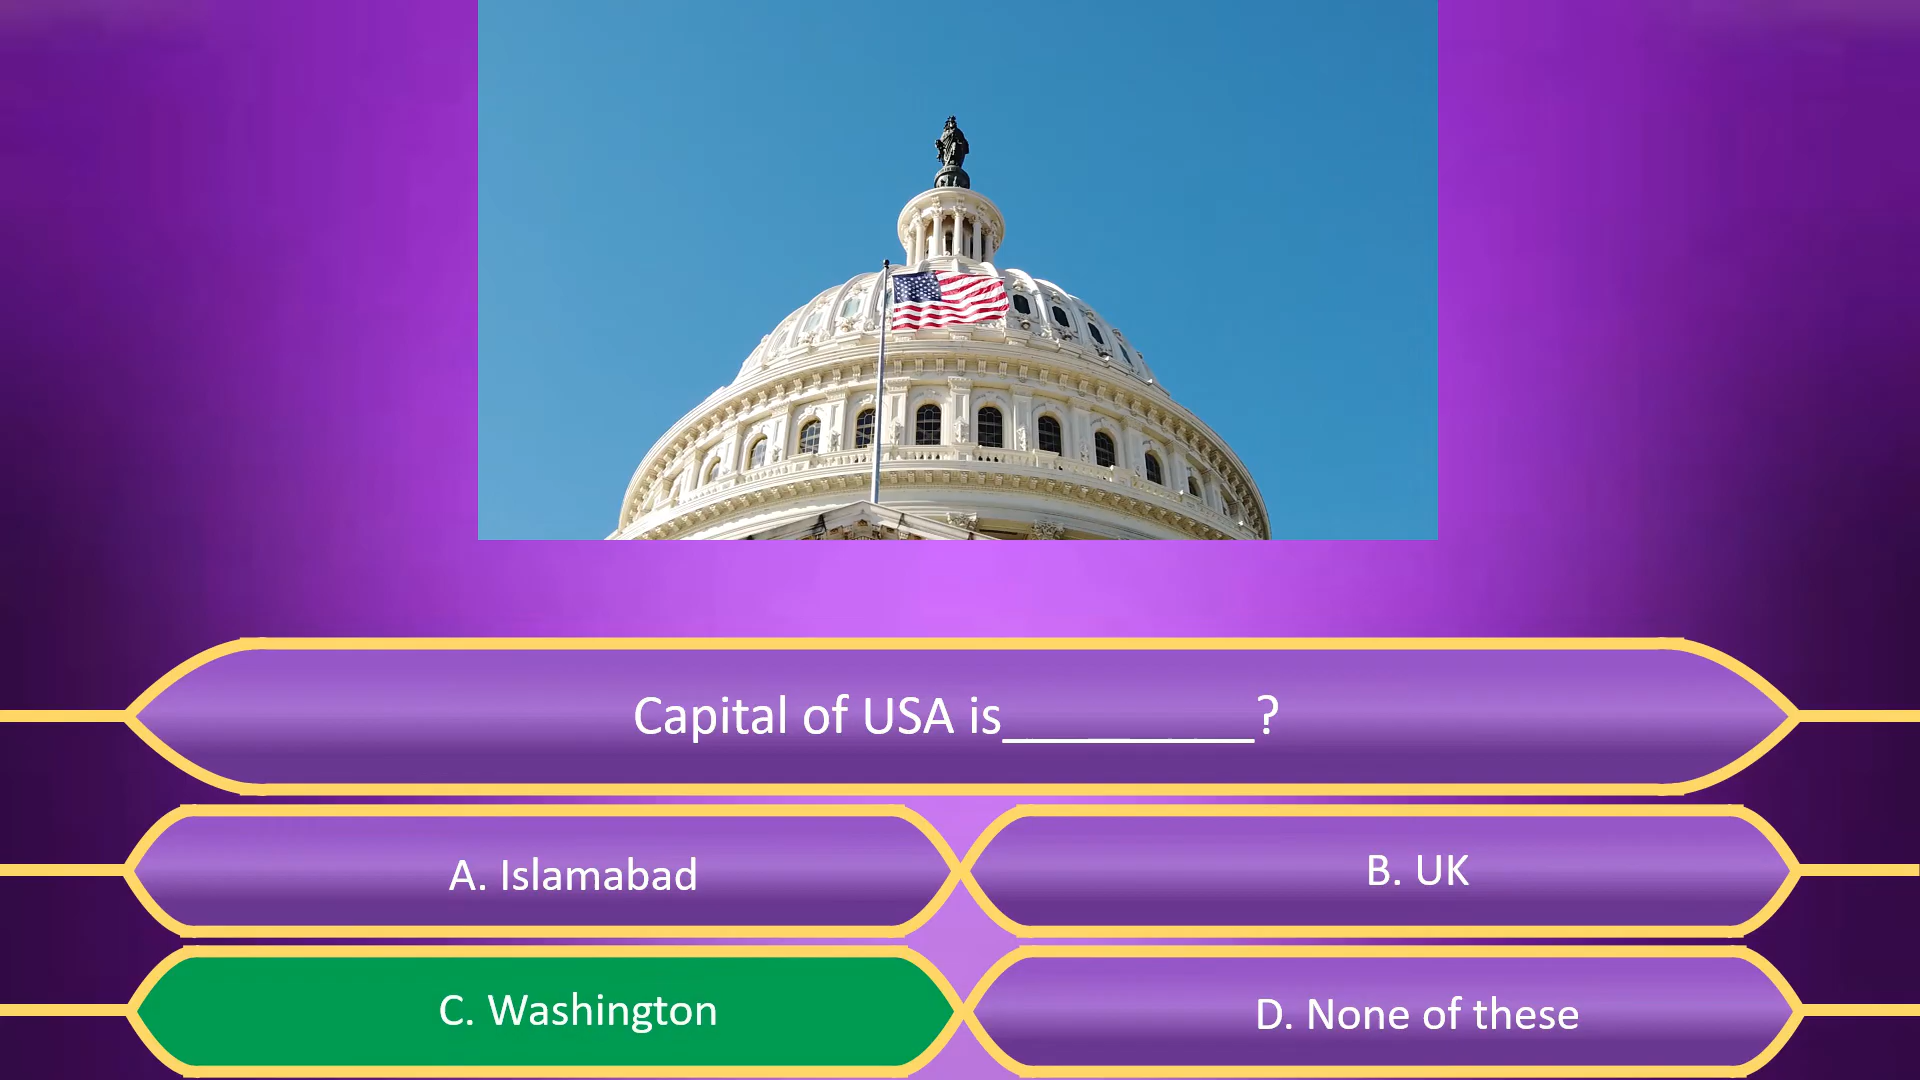 Capital of USA is__________?
A. Islamabad
B. UK
C. Washington
D. None of these